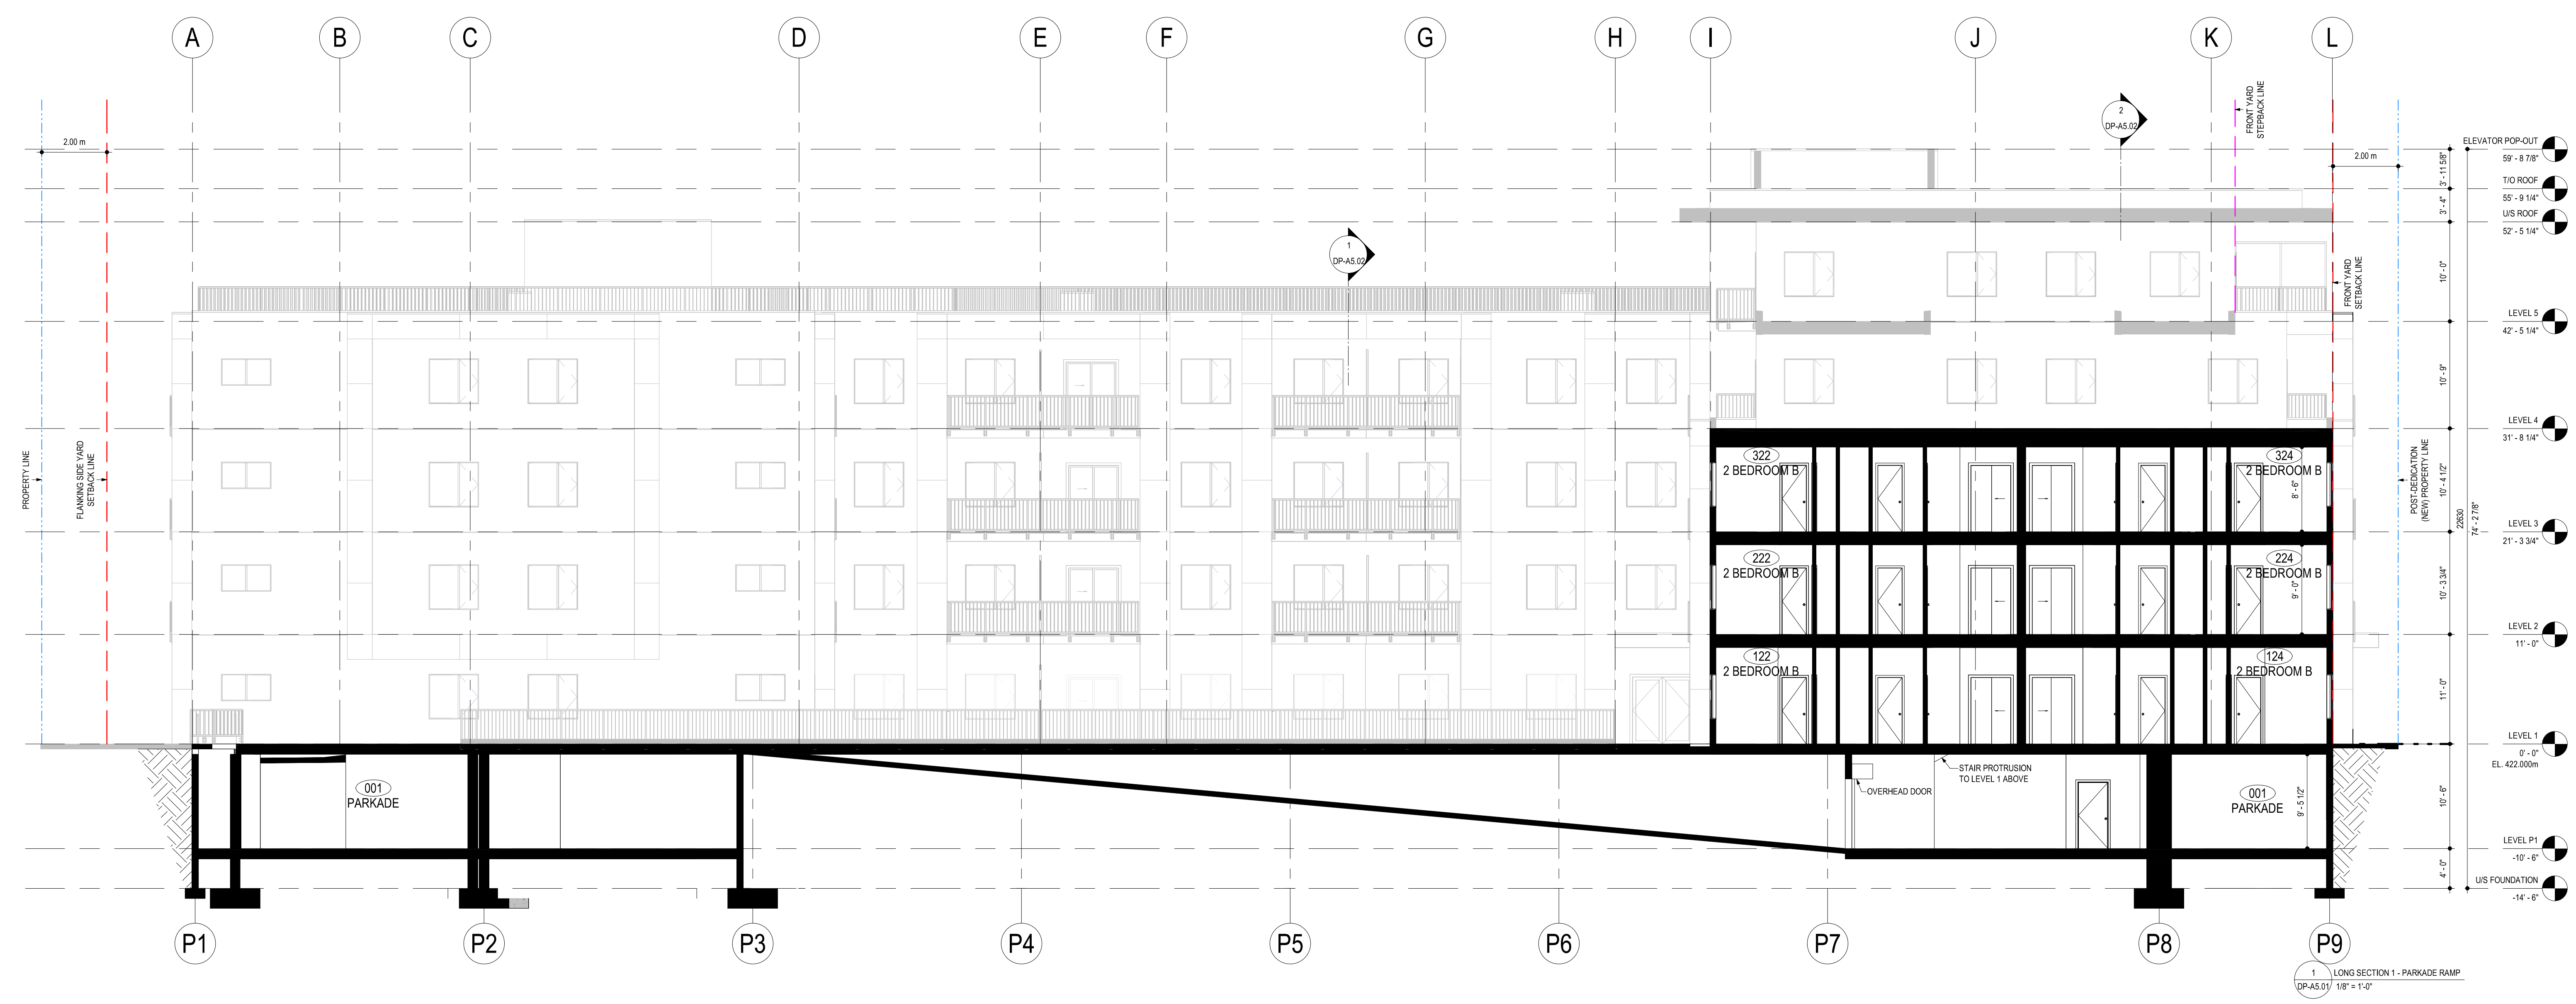 A
B
C
D
E
F
G
H
I
J
K
L
2.00 m
PROPERTY LINE
FLANKING SIDE YARD
SETBACK LINE
1
DP-A5.02
2
DP-A5.02
FRONT YARD
STEPBACK LINE
FRONT YARD
SETBACK LINE
2.00 m
POST-DEDICATION
(NEW) PROPERTY LINE
ELEVATOR POP-OUT
59' - 8 7/8"
3' - 11 5/8"
T/O ROOF
55' - 9 1/4"
3' - 4"
U/S ROOF
52' - 5 1/4"
10' - 0"
LEVEL 5
42' - 5 1/4"
10' - 9"
LEVEL 4
31' - 8 1/4"
10' - 4 1/2"
LEVEL 3
21' - 3 3/4"
10' - 3 3/4"
LEVEL 2
11' - 0"
11' - 0"
LEVEL 1
0' - 0"
EL. 422.000m
10' - 6"
LEVEL P1
-10' - 6"
4' - 0"
U/S FOUNDATION
-14' - 6"
22630
74' - 2 7/8"
322
2 BEDROOM B
324
2 BEDROOM B
8' - 6"
222
2 BEDROOM B
224
2 BEDROOM B
9' - 0"
122
2 BEDROOM B
124
2 BEDROOM B
001
PARKADE
STAIR PROTRUSION
TO LEVEL 1 ABOVE
OVERHEAD DOOR
001
PARKADE
9' - 5 1/2"
P1
P2
P3
P4
P5
P6
P7
P8
P9
1
DP-A5.01
LONG SECTION 1 - PARKADE RAMP
1/8" = 1'-0"